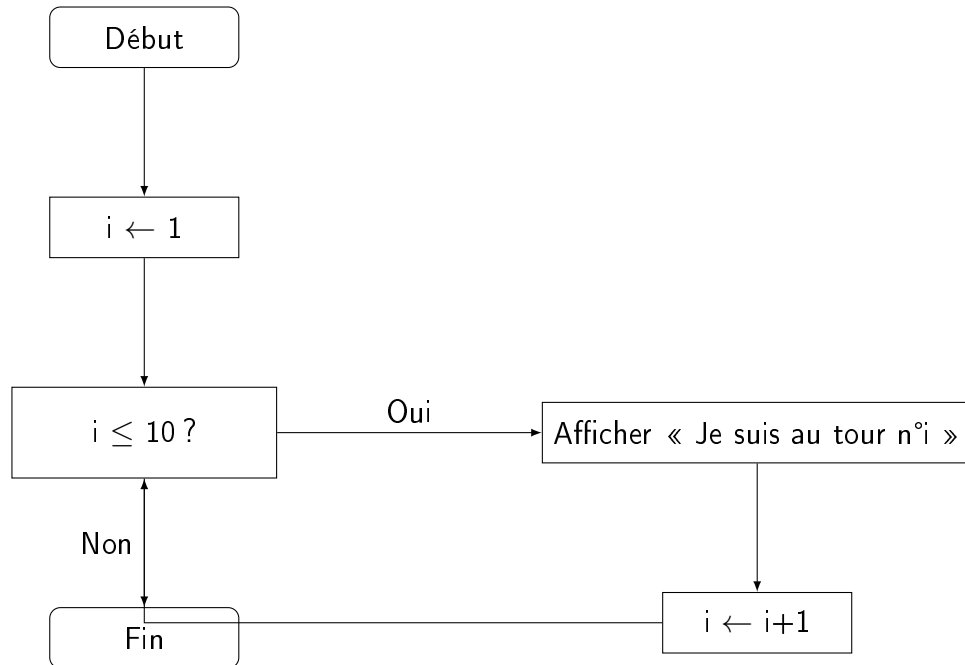 Début
i ← 1
i ≤ 10 ?
Oui
Afficher « Je suis au tour n°i »
Non
i ← i+1
Fin